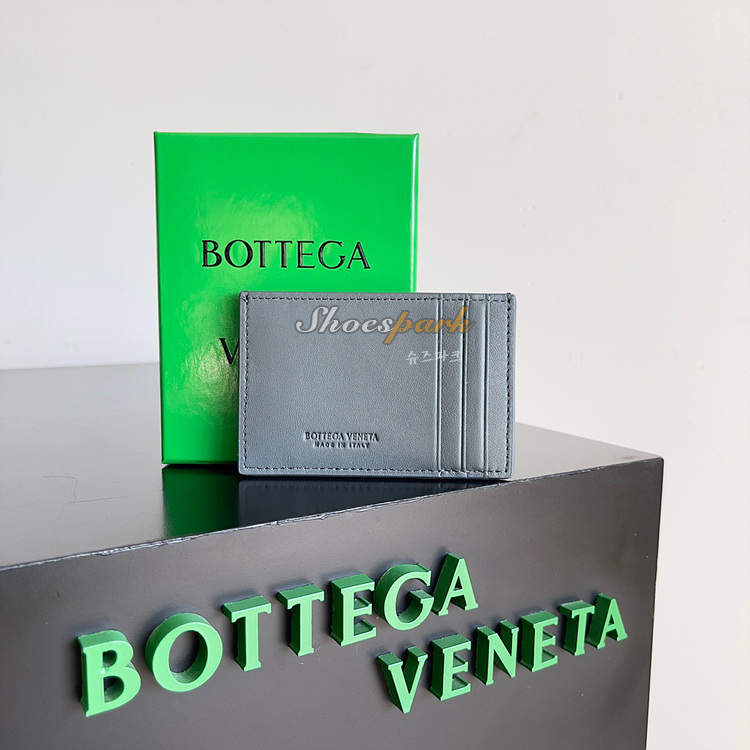 BOTTEGA
Shoespark
슈즈파크
BOTTEGA VENETA
MADE IN ITALY
BOTTEGA
VENETA